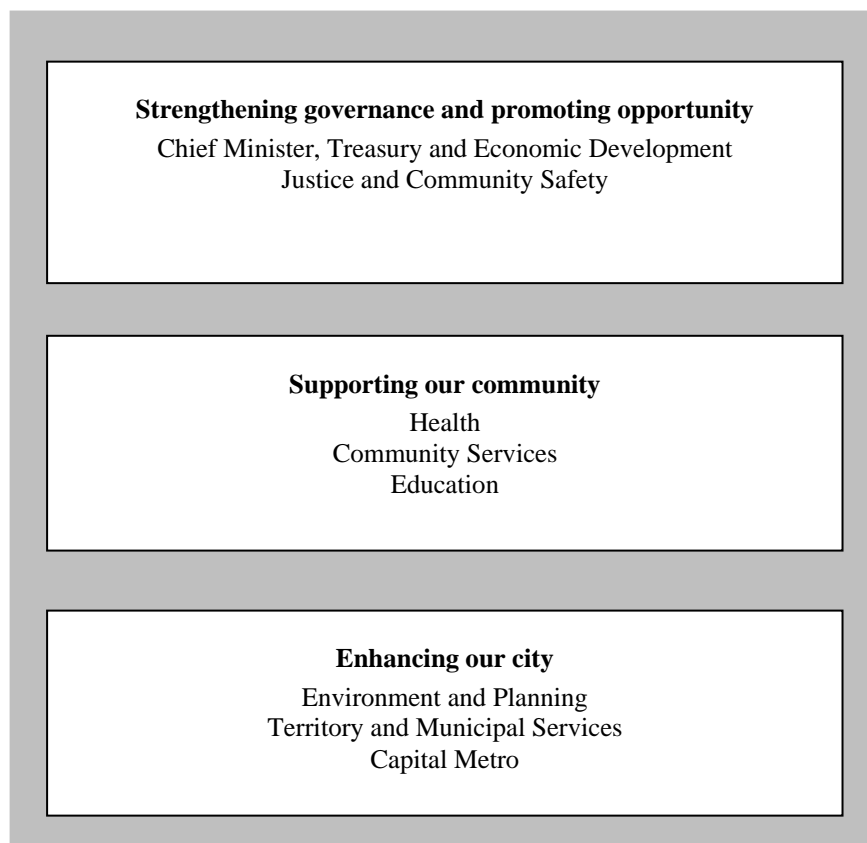 Strengthening governance and promoting opportunity
Chief Minister, Treasury and Economic Development
Justice and Community Safety
Supporting our community
Health
Community Services
Education
Enhancing our city
Environment and Planning
Territory and Municipal Services
Capital Metro